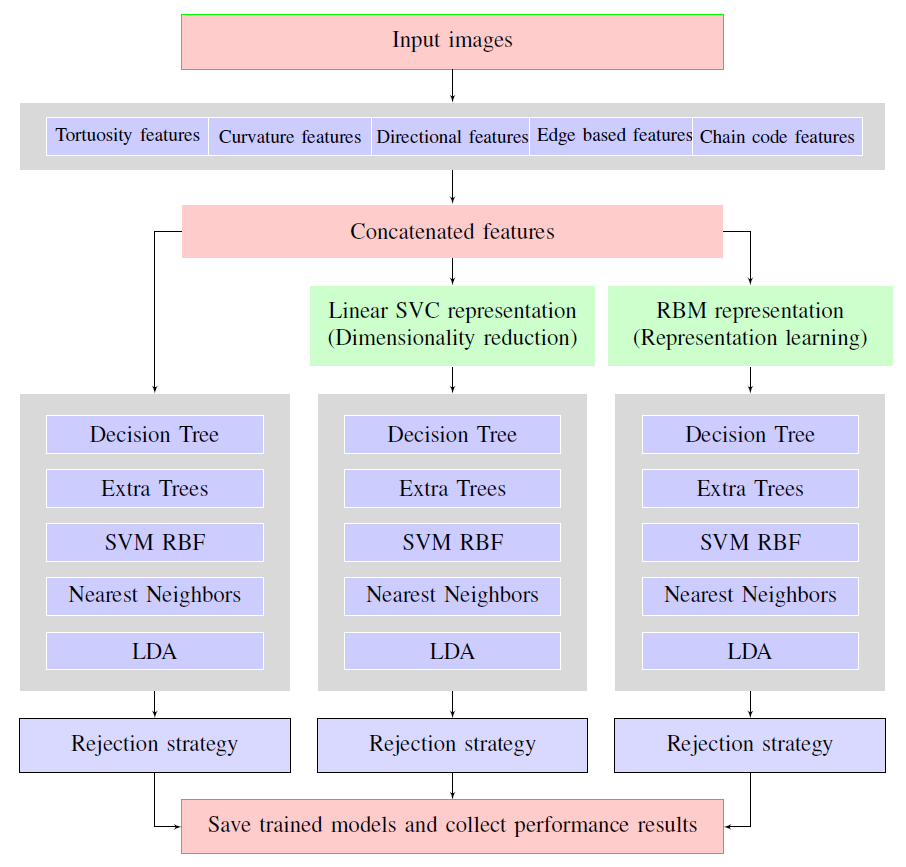 Input images
Tortuosity features
Curvature features
Directional features
Edge based features
Chain code features
Concatenated features
Linear SVC representation
(Dimensionality reduction)
RBM representation
(Representation learning)
Decision Tree
Extra Trees
SVM RBF
Nearest Neighbors
LDA
Decision Tree
Extra Trees
SVM RBF
Nearest Neighbors
LDA
Decision Tree
Extra Trees
SVM RBF
Nearest Neighbors
LDA
Rejection strategy
Rejection strategy
Rejection strategy
Save trained models and collect performance results